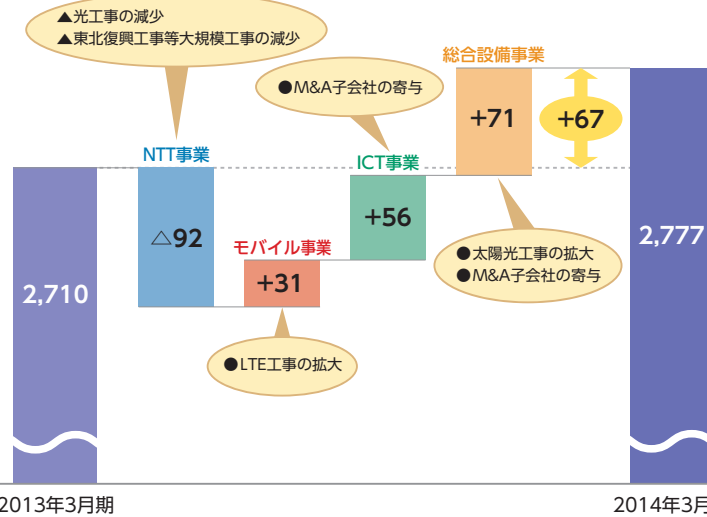 ▲光工事の減少
▲東北復興工事等大規模工事の減少
総合設備事業
●M&A子会社の寄与
+71
+67
NTT事業
ICT事業
△92
+56
モバイル事業
+31
2,710
2,777
●太陽光工事の拡大
●M&A子会社の寄与
●LTE工事の拡大
2013年3月期
2014年3月